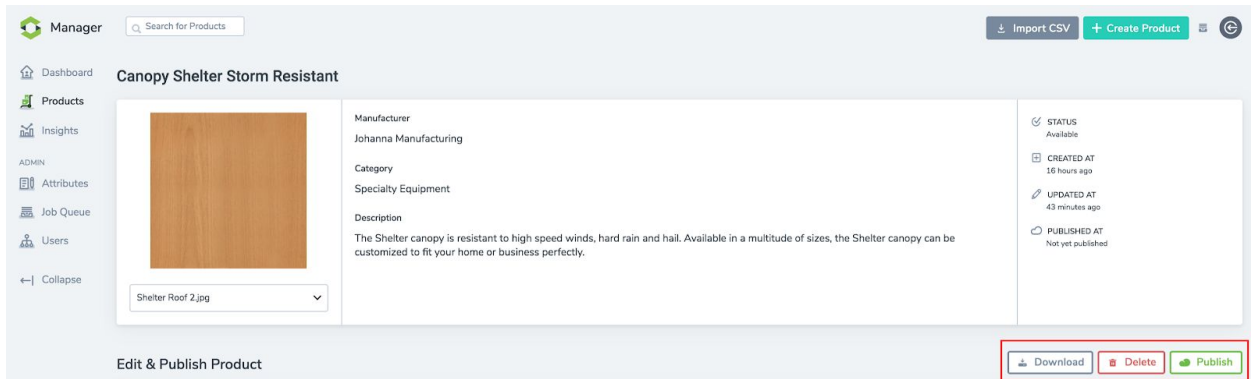 Manager
Search for Products
Import CSV
+ Create Product
Dashboard
Products
Insights
ADMIN
Attributes
Job Queue
Users
Collapse
Canopy Shelter Storm Resistant
Shelter Roof 2.jpg
Manufacturer
Johanna Manufacturing
Category
Specialty Equipment
Description
The Shelter canopy is resistant to high speed winds, hard rain and hail. Available in a multitude of sizes, the Shelter canopy can be
customized to fit your home or business perfectly.
STATUS
Available
CREATED AT
16 hours ago
UPDATED AT
43 minutes ago
PUBLISHED AT
Not yet published
Edit & Publish Product
Download
Delete
Publish